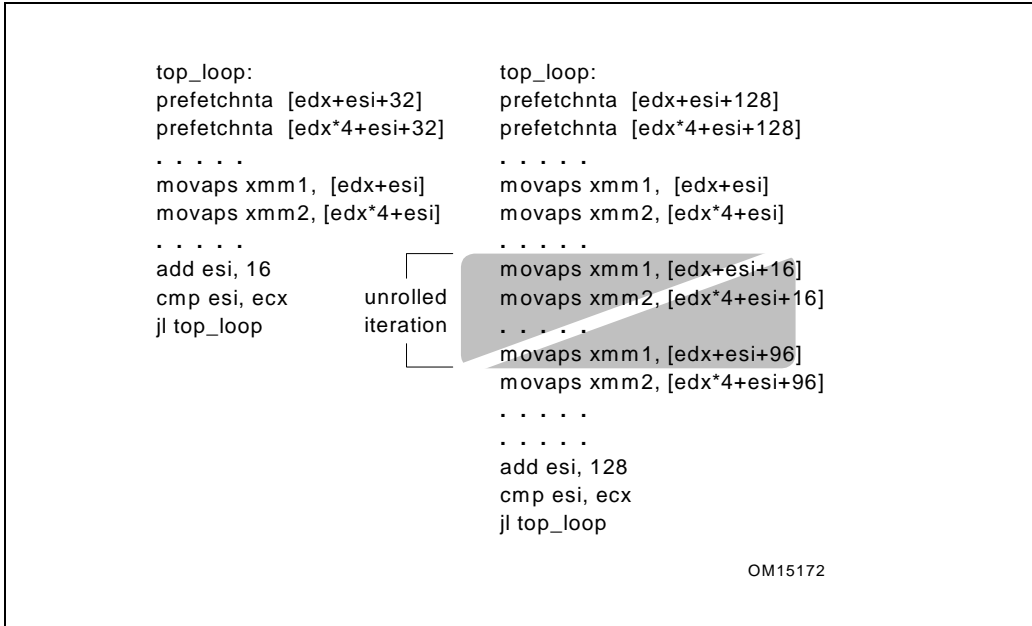 top_loop:
prefetchnta [edx+esi+32]
prefetchnta [edx*4+esi+32]
. . . . .
movaps xmm1, [edx+esi]
movaps xmm2, [edx*4+esi]
. . . . .
add esi, 16
cmp esi, ecx
jl top_loop
unrolled
iteration
top_loop:
prefetchnta [edx+esi+128]
prefetchnta [edx*4+esi+128]
. . . . .
movaps xmm1, [edx+esi]
movaps xmm2, [edx*4+esi]
. . . . .
movaps xmm1, [edx+esi+16]
movaps xmm2, [edx*4+esi+16]
. . . . .
movaps xmm1, [edx+esi+96]
movaps xmm2, [edx*4+esi+96]
. . . . .
. . . . .
add esi, 128
cmp esi, ecx
jl top_loop
OM15172